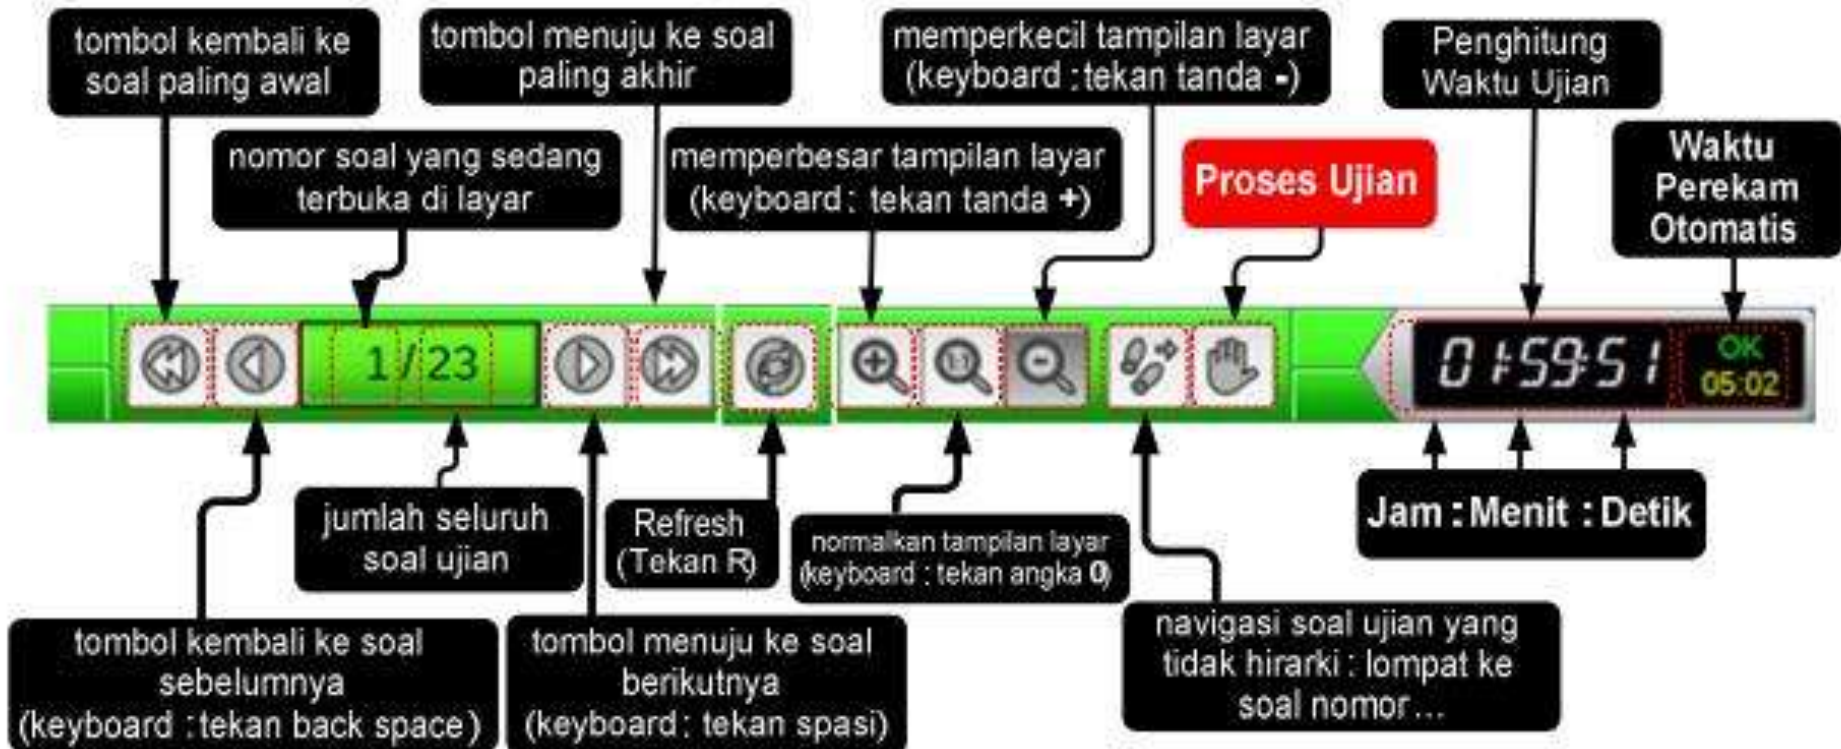 tombol kembali ke
soal paling awal
tombol menuju ke soal
paling akhir
memperkecil tampilan layar
(keyboard : tekan tanda -)
Penghitung
Waktu Ujian
nomor soal yang sedang
terbuka di layar
memperbesar tampilan layar
(keyboard : tekan tanda +)
Proses Ujian
Waktu
Perekam
Otomatis
1 / 23
1:1
01:59:51
OK
05:02
jumlah seluruh
soal ujian
Refresh
(Tekan R)
normalkan tampilan layar
(keyboard : tekan angka 0)
Jam : Menit : Detik
tombol kembali ke soal
sebelumnya
(keyboard : tekan back space)
tombol menuju ke soal
berikutnya
(keyboard : tekan spasi)
navigasi soal ujian yang
tidak hirarki : lompat ke
soal nomor ...